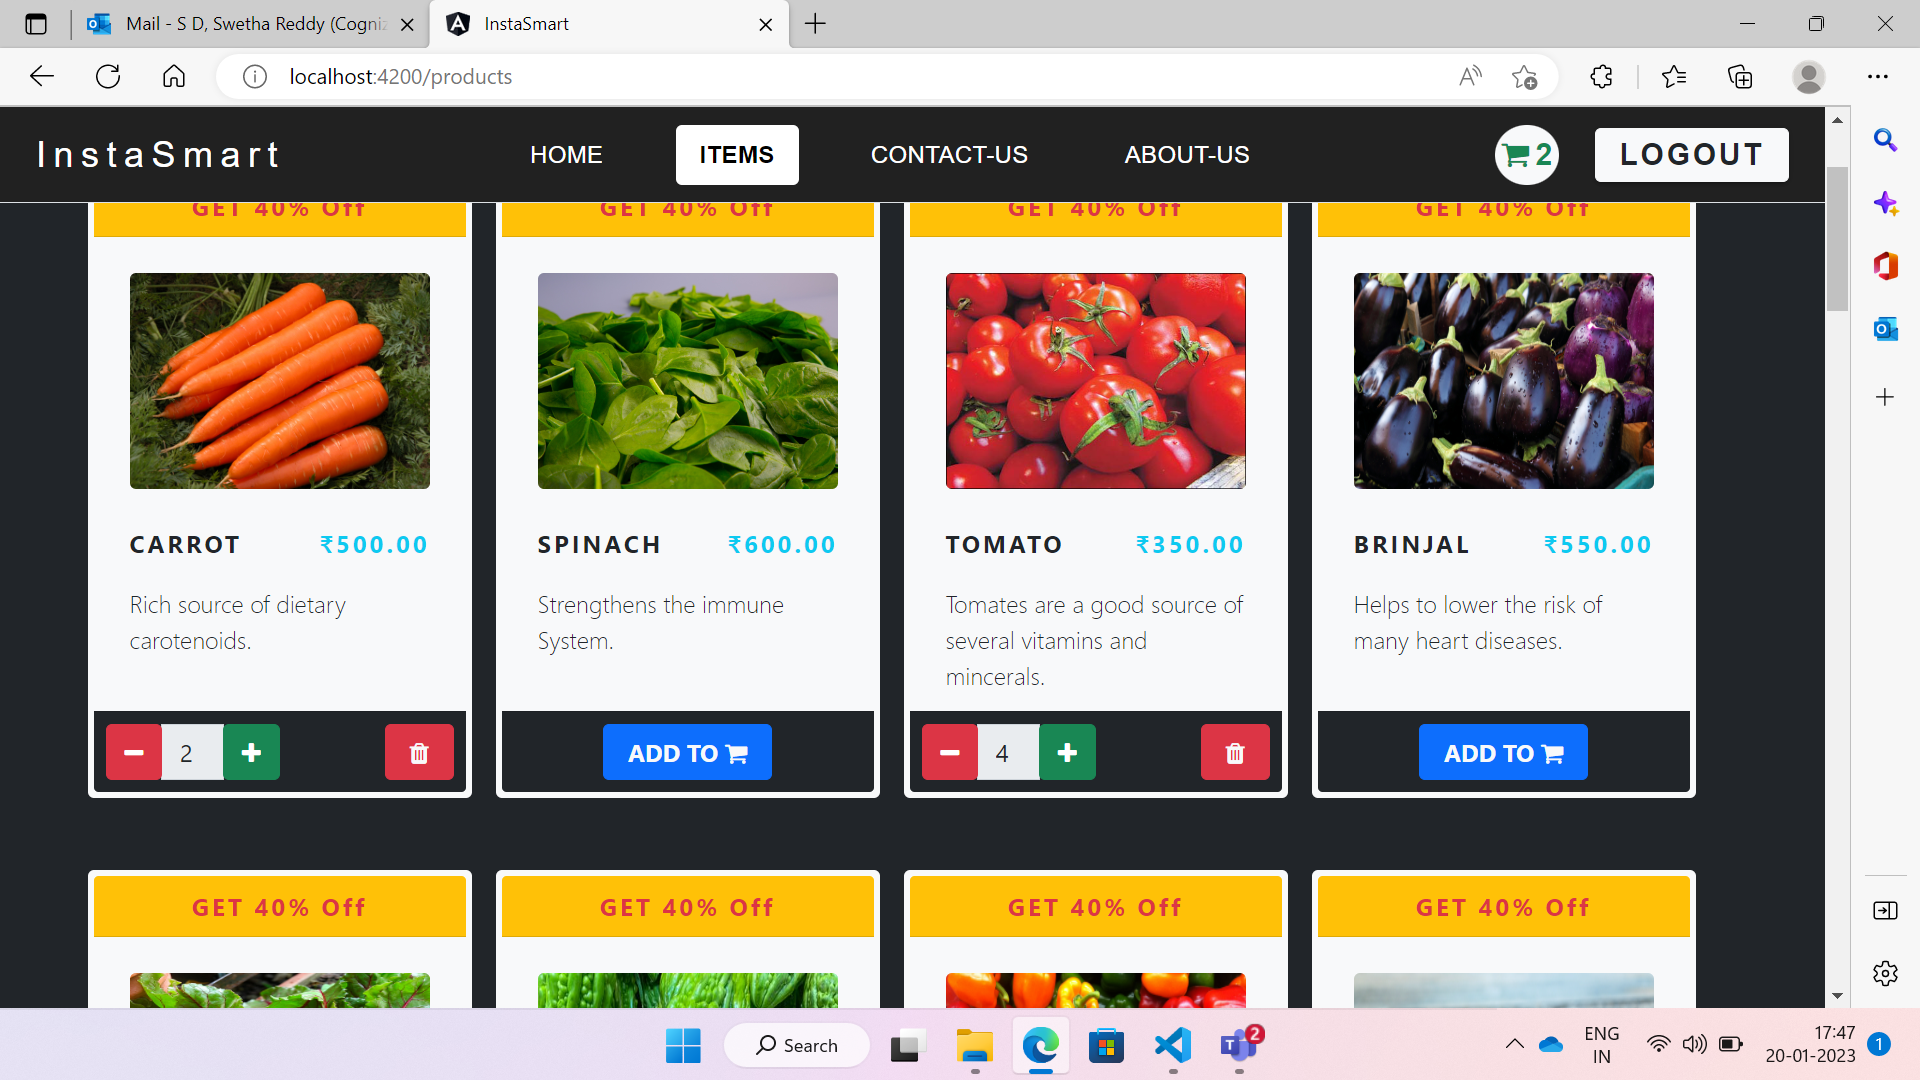 Mail - S D, Swetha Reddy (Cogniz
InstaSmart
localhost:4200/products
InstaSmart
HOME
ITEMS
CONTACT-US
ABOUT-US
2
LOGOUT
GET 40% Off
GET 40% Off
GET 40% Off
GET 40% Off
CARROT ₹500.00
Rich source of dietary
carotenoids.
2
SPINACH ₹600.00
Strengthens the immune
System.
ADD TO
TOMATO ₹350.00
Tomates are a good source of
several vitamins and
mincerals.
4
BRINJAL ₹550.00
Helps to lower the risk of
many heart diseases.
ADD TO
GET 40% Off
GET 40% Off
GET 40% Off
GET 40% Off
Search
2
ENG
IN
17:47
20-01-2023
1